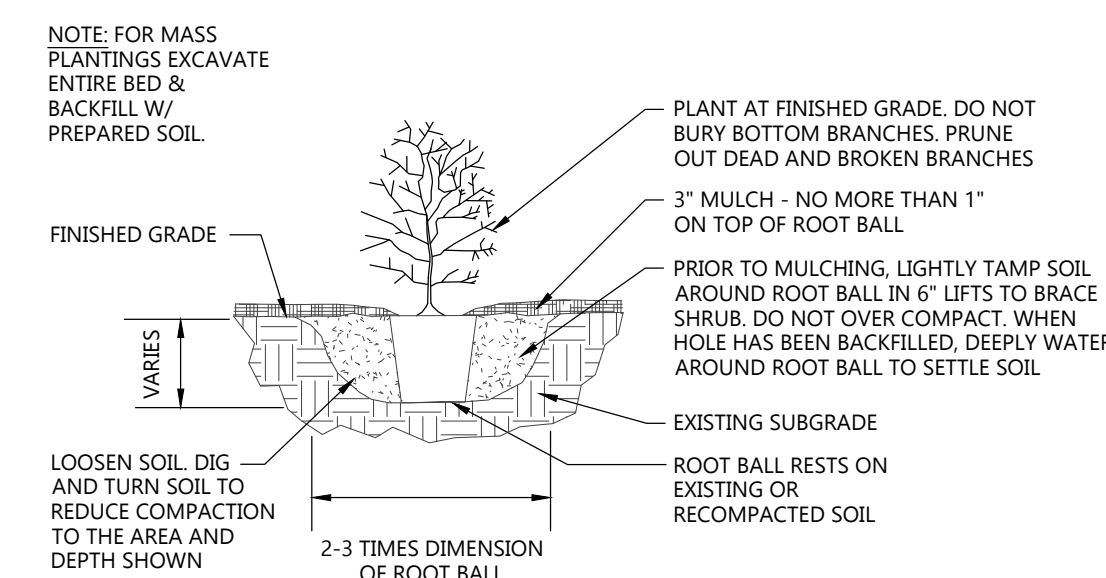 NOTE: FOR MASS
PLANTINGS EXCAVATE
ENTIRE BED &
BACKFILL W/
PREPARED SOIL.
FINISHED GRADE
VARIES
LOOSEN SOIL. DIG
AND TURN SOIL TO
REDUCE COMPACTION
TO THE AREA AND
DEPTH SHOWN
2-3 TIMES DIMENSION
OF ROOT BALL
PLANT AT FINISHED GRADE. DO NOT
BURY BOTTOM BRANCHES. PRUNE
OUT DEAD AND BROKEN BRANCHES
3" MULCH - NO MORE THAN 1"
ON TOP OF ROOT BALL
PRIOR TO MULCHING, LIGHTLY TAMP SOIL
AROUND ROOT BALL IN 6" LIFTS TO BRACE
SHRUB. DO NOT OVER COMPACT. WHEN
HOLE HAS BEEN BACKFILLED, DEEPLY WATER
AROUND ROOT BALL TO SETTLE SOIL
EXISTING SUBGRADE
ROOT BALL RESTS ON
EXISTING OR
RECOMPACTED SOIL